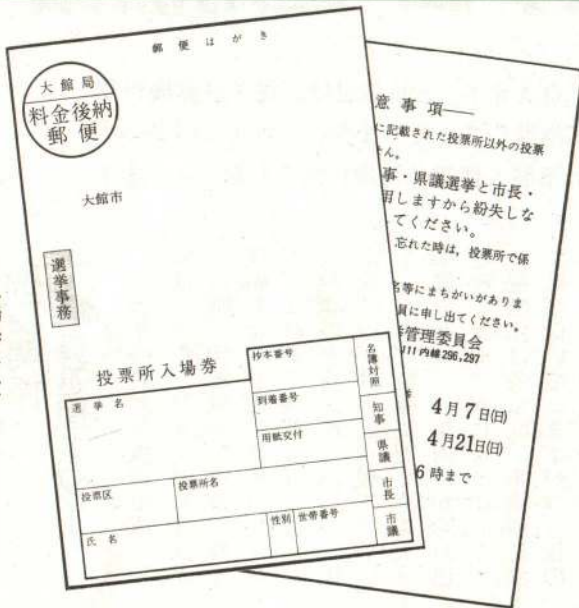 郵便はがき
大館局
料金後納
郵便
大館市
選挙事務
投票所入場券
抄本番号
名簿対照
選挙名
到着番号
知事
用紙交付
県議
投票区
投票所名
市長
氏名
性別
世帯番号
市議
意事項――
に記載された投票所以外の投票
せん。
事・県議選挙と市長・
用しますから紛失しな
てください。
忘れた時は、投票所で係
名等にまちがいがありま
員に申し出てください。
管理委員会
111内線296,297
4月7日(日)
4月21日(日)
6時まで